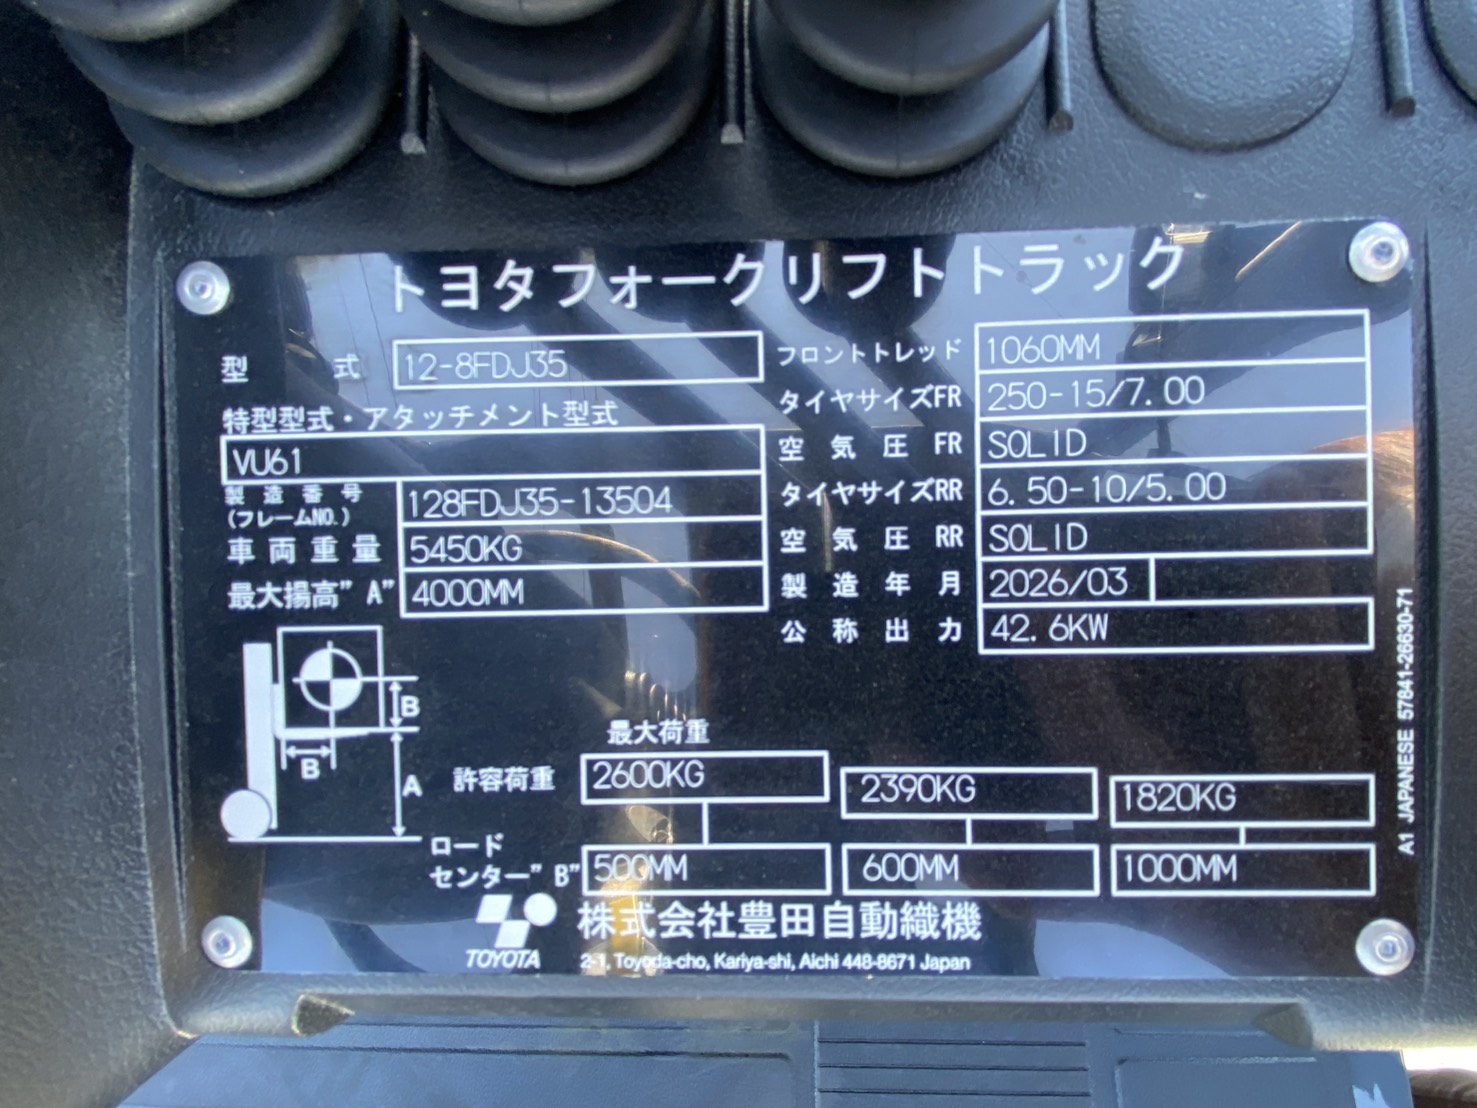 トヨタフォークリフトトラック
型式 12-8FDJ35
特型型式・アタッチメント型式
VU61
製造番号 (フレームNO.) 128FDJ35-13504
車両重量 5450KG
最大揚高"A" 4000MM
フロントトレッド 1060MM
タイヤサイズFR 250-15/7.00
空気圧 FR SOLID
タイヤサイズRR 6.50-10/5.00
空気圧 RR SOLID
製造年月 2026/03
公称出力 42.6KW
B
B
A
最大荷重
許容荷重 2600KG 2390KG 1820KG
ロード
センター"B" 500MM 600MM 1000MM
TOYOTA
株式会社豊田自動織機
2-1, Toyoda-cho, Kariya-shi, Aichi 448-8671 Japan
A1 JAPANESE 57841-26630-71